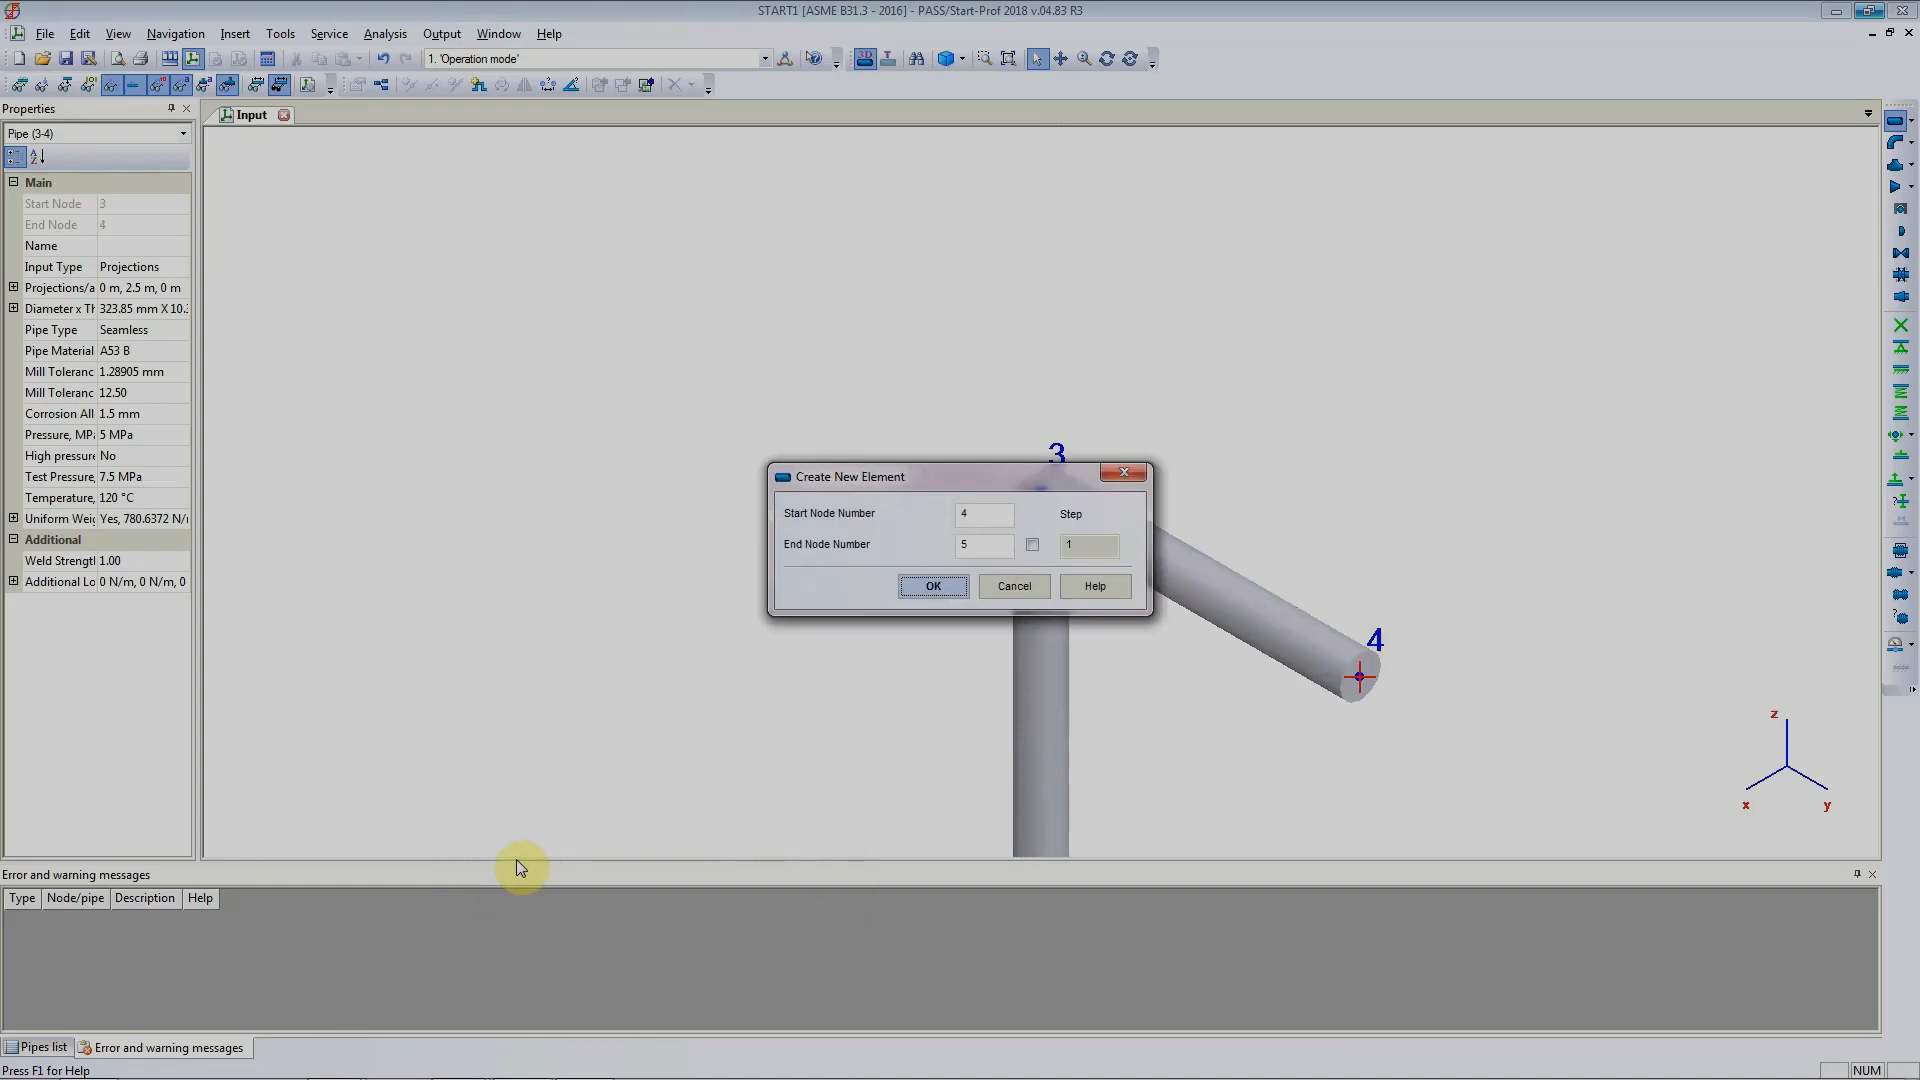 START1 [ASME B31.3 - 2016] - PASS/Start-Prof 2018 v.04.83 R3
File Edit View Navigation Insert Tools Service Analysis Output Window Help
1. 'Operation mode'
3D
Properties
Input
Pipe (3-4)
Main
Start Node 3
End Node 4
Name
Input Type Projections
Projections/a 0 m, 2.5 m, 0 m
Diameter x Th 323.85 mm X 10.3
Pipe Type Seamless
Pipe Material A53 B
Mill Toleranc 1.28905 mm
Mill Toleranc 12.50
Corrosion All 1.5 mm
Pressure, MPa 5 MPa
High pressure No
Test Pressure, 7.5 MPa
Temperature, 120 °C
Uniform Weig Yes, 780.6372 N/
Additional
Weld Strengtl 1.00
Additional Lo 0 N/m, 0 N/m, 0
3
4
Create New Element
Start Node Number 4 Step
End Node Number 5 1
OK Cancel Help
z
x y
Error and warning messages
Type Node/pipe Description Help
Pipes list Error and warning messages
Press F1 for Help NUM